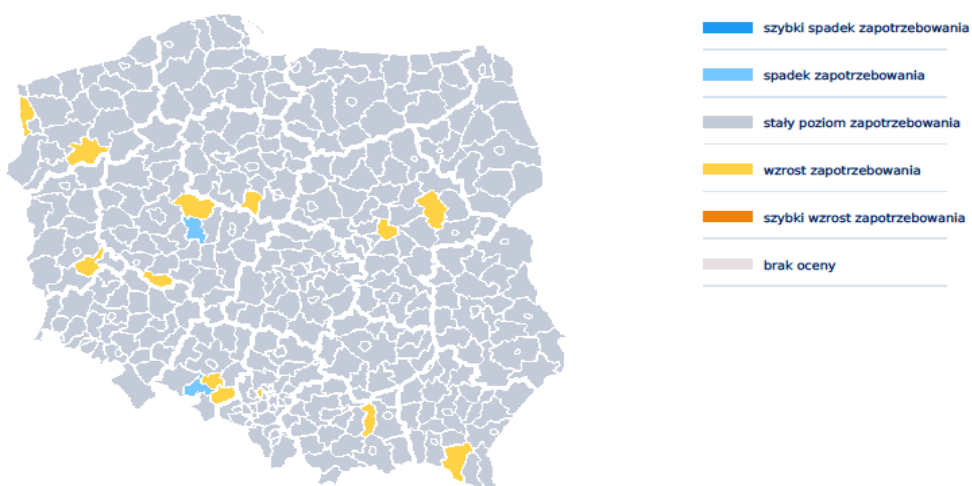 szybki spadek zapotrzebowania
spadek zapotrzebowania
stały poziom zapotrzebowania
wzrost zapotrzebowania
szybki wzrost zapotrzebowania
brak oceny